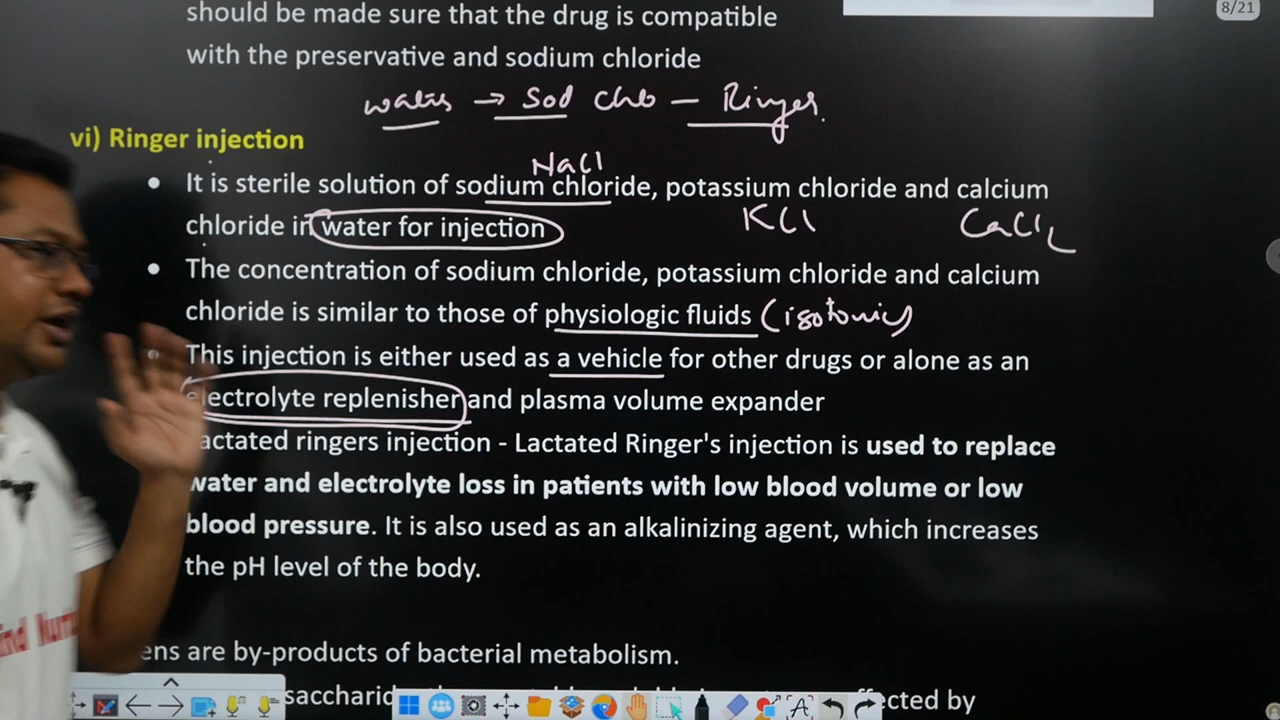 8/21
should be made sure that the drug is compatible
with the preservative and sodium chloride
water → Sod Chlo — Ringer.
vi) Ringer injection
NaCl
• It is sterile solution of sodium chloride, potassium chloride and calcium
chloride in water for injection
KCl CaCl2
• The concentration of sodium chloride, potassium chloride and calcium
chloride is similar to those of physiologic fluids (isotonic)
This injection is either used as a vehicle for other drugs or alone as an
electrolyte replenisher and plasma volume expander
actated ringers injection - Lactated Ringer's injection is used to replace
water and electrolyte loss in patients with low blood volume or low
blood pressure. It is also used as an alkalinizing agent, which increases
the pH level of the body.
ens are by-products of bacterial metabolism.
saccharid
cted by